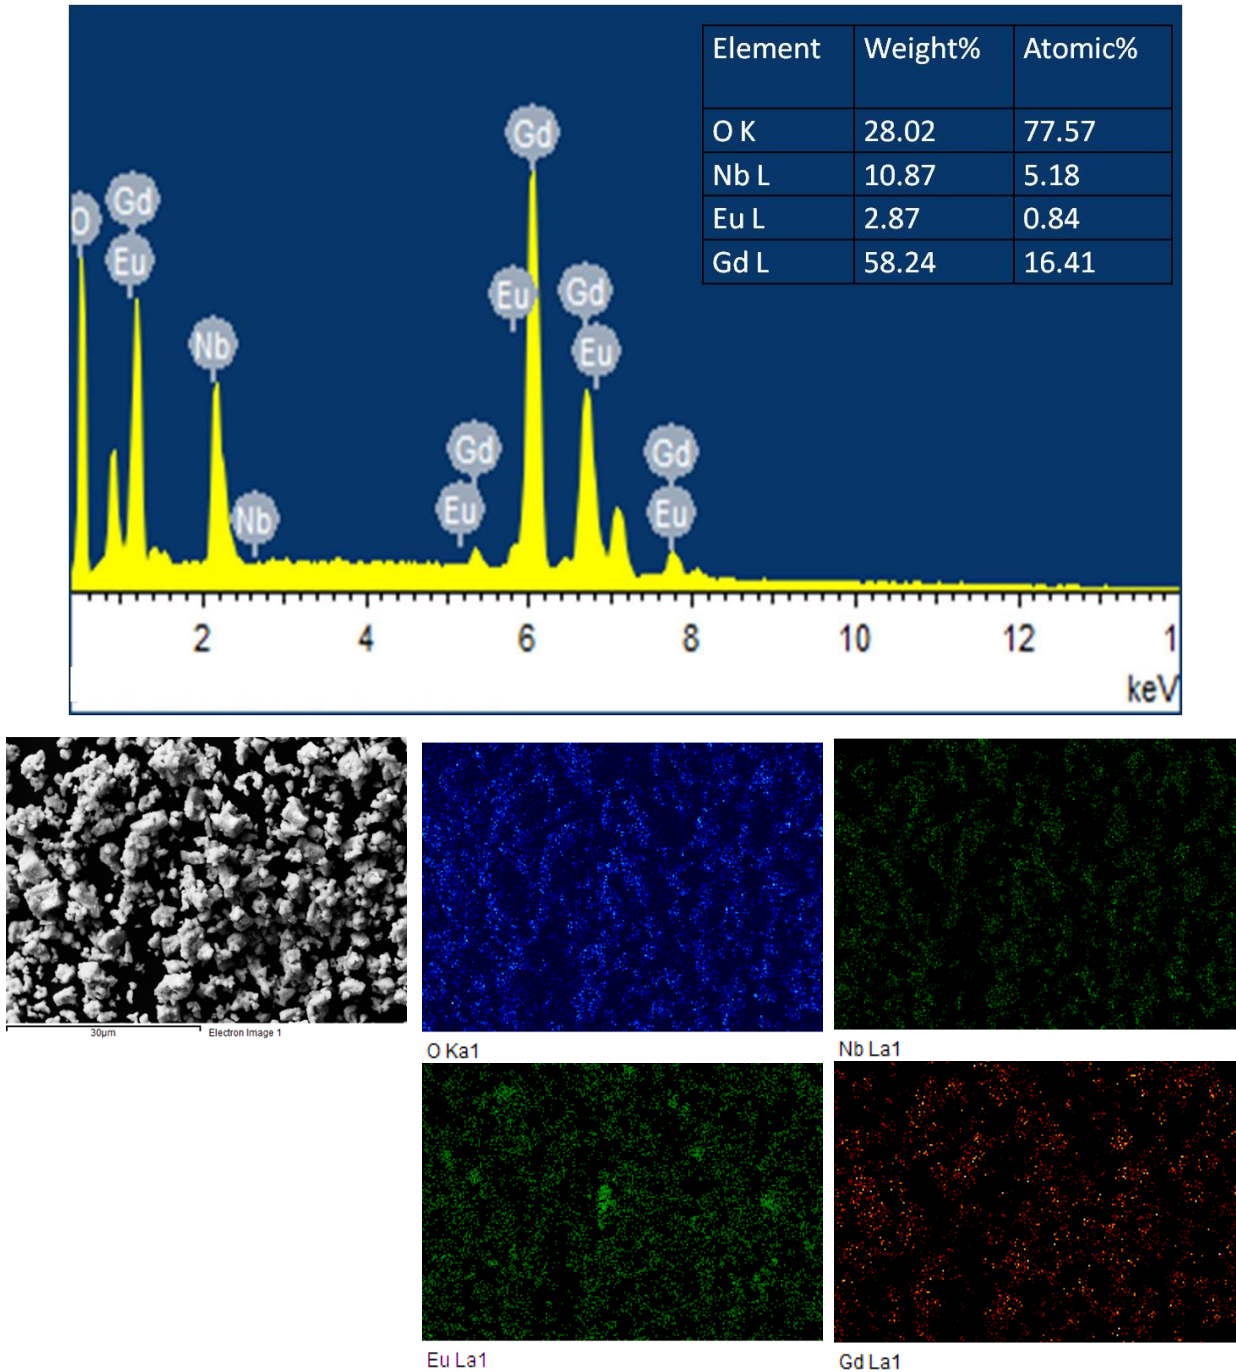 Element Weight% Atomic%
O K 28.02 77.57
Nb L 10.87 5.18
Eu L 2.87 0.84
Gd L 58.24 16.41
Gd
Gd
O
Eu
Eu
Gd
Nb
Eu
Gd
Gd
Nb
Eu
Eu
2 4 6 8 10 12 1
keV
30µm Electron Image 1
O Ka1
Nb La1
Eu La1
Gd La1